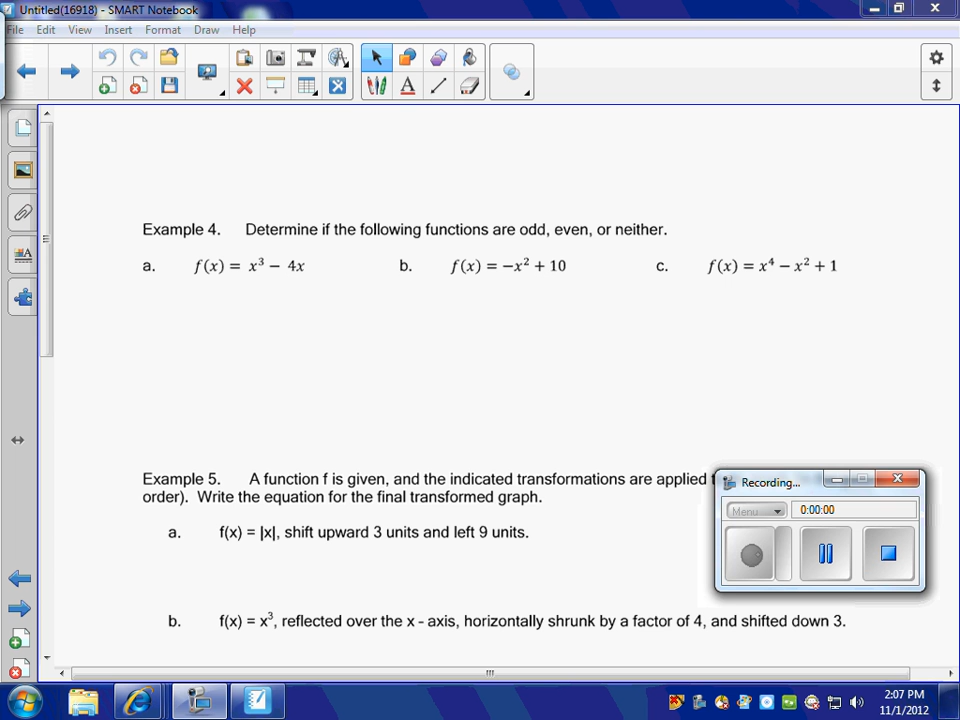 Untitled(16918) - SMART Notebook
File Edit View Insert Format Draw Help
Example 4. Determine if the following functions are odd, even, or neither.
a. f(x) = x³ − 4x b. f(x) = −x² + 10 c. f(x) = x⁴ − x² + 1
Example 5. A function f is given, and the indicated transformations are applied
order). Write the equation for the final transformed graph.
Recording...
Menu 0:00:00
a. f(x) = |x|, shift upward 3 units and left 9 units.
b. f(x) = x³, reflected over the x - axis, horizontally shrunk by a factor of 4, and shifted down 3.
2:07 PM
11/1/2012